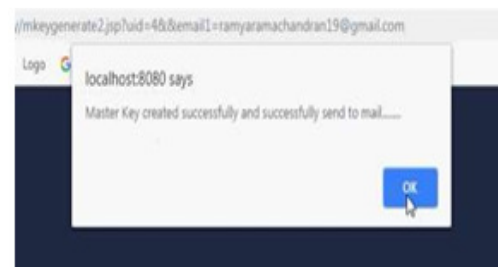 /mkeygenerate2.jsp?uid=4&&email1=ramyaramachandran19@gmail.com
Logo G
localhost:8080 says
Master Key created successfully and successfully send to mail.......
OK